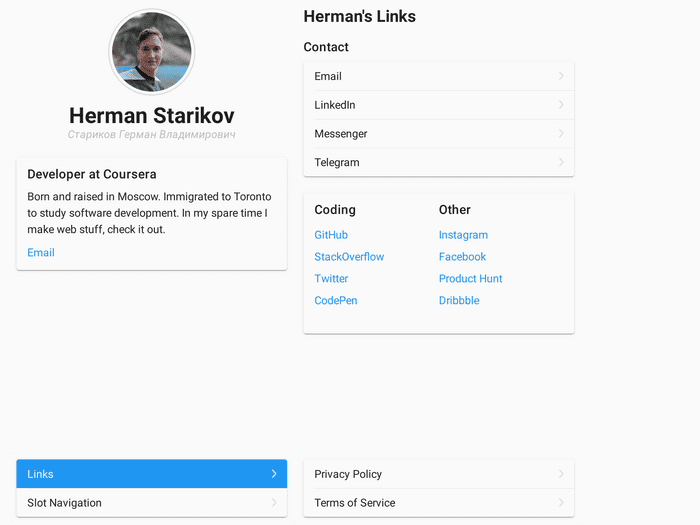 Herman Starikov
Стариков Герман Владимирович
Developer at Coursera
Born and raised in Moscow. Immigrated to Toronto
to study software development. In my spare time I
make web stuff, check it out.
Email
Links
Slot Navigation
Herman's Links
Contact
Email
LinkedIn
Messenger
Telegram
Coding
GitHub
StackOverflow
Twitter
CodePen
Other
Instagram
Facebook
Product Hunt
Dribbble
Privacy Policy
Terms of Service